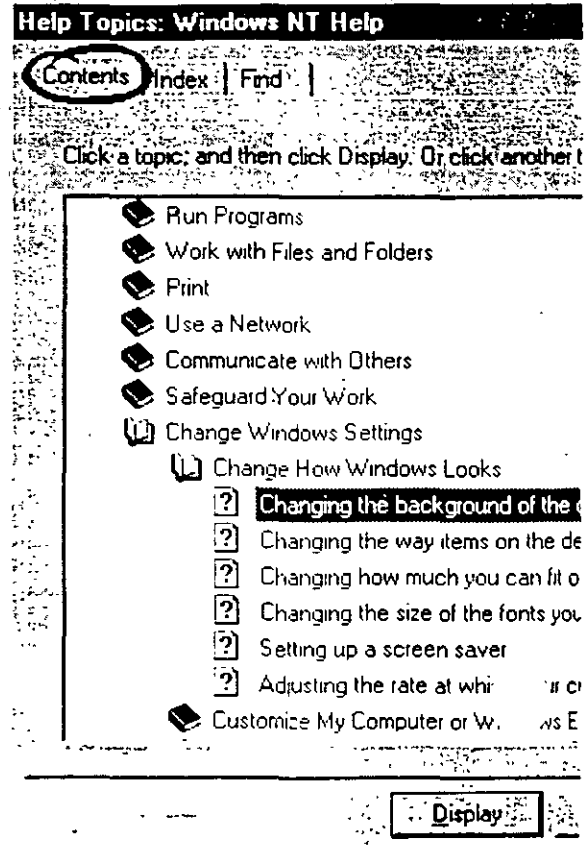 Help Topics: Windows NT Help
Contents Index Find
Click a topic, and then click Display. Or click another t
Run Programs
Work with Files and Folders
Print
Use a Network
Communicate with Others
Safeguard Your Work
Change Windows Settings
Change How Windows Looks
Changing the background of the
Changing the way items on the de
Changing how much you can fit o
Changing the size of the fonts you
Setting up a screen saver
Adjusting the rate at whi
Customize My Computer or W
Display